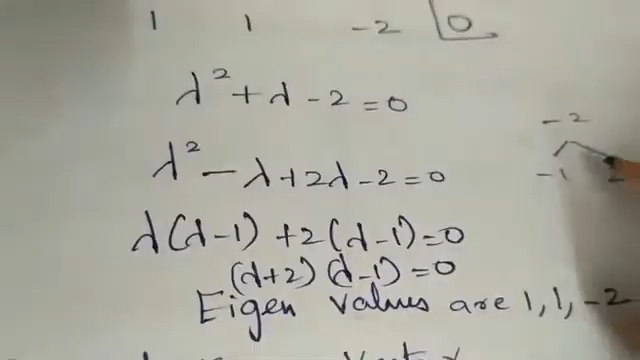 1 1 -2 | 0
λ² + λ - 2 = 0
-2
λ² - λ + 2λ - 2 = 0
-1 2
λ(λ-1) + 2(λ-1) = 0
(λ+2)(λ-1) = 0
Eigen Values are 1, 1, -2